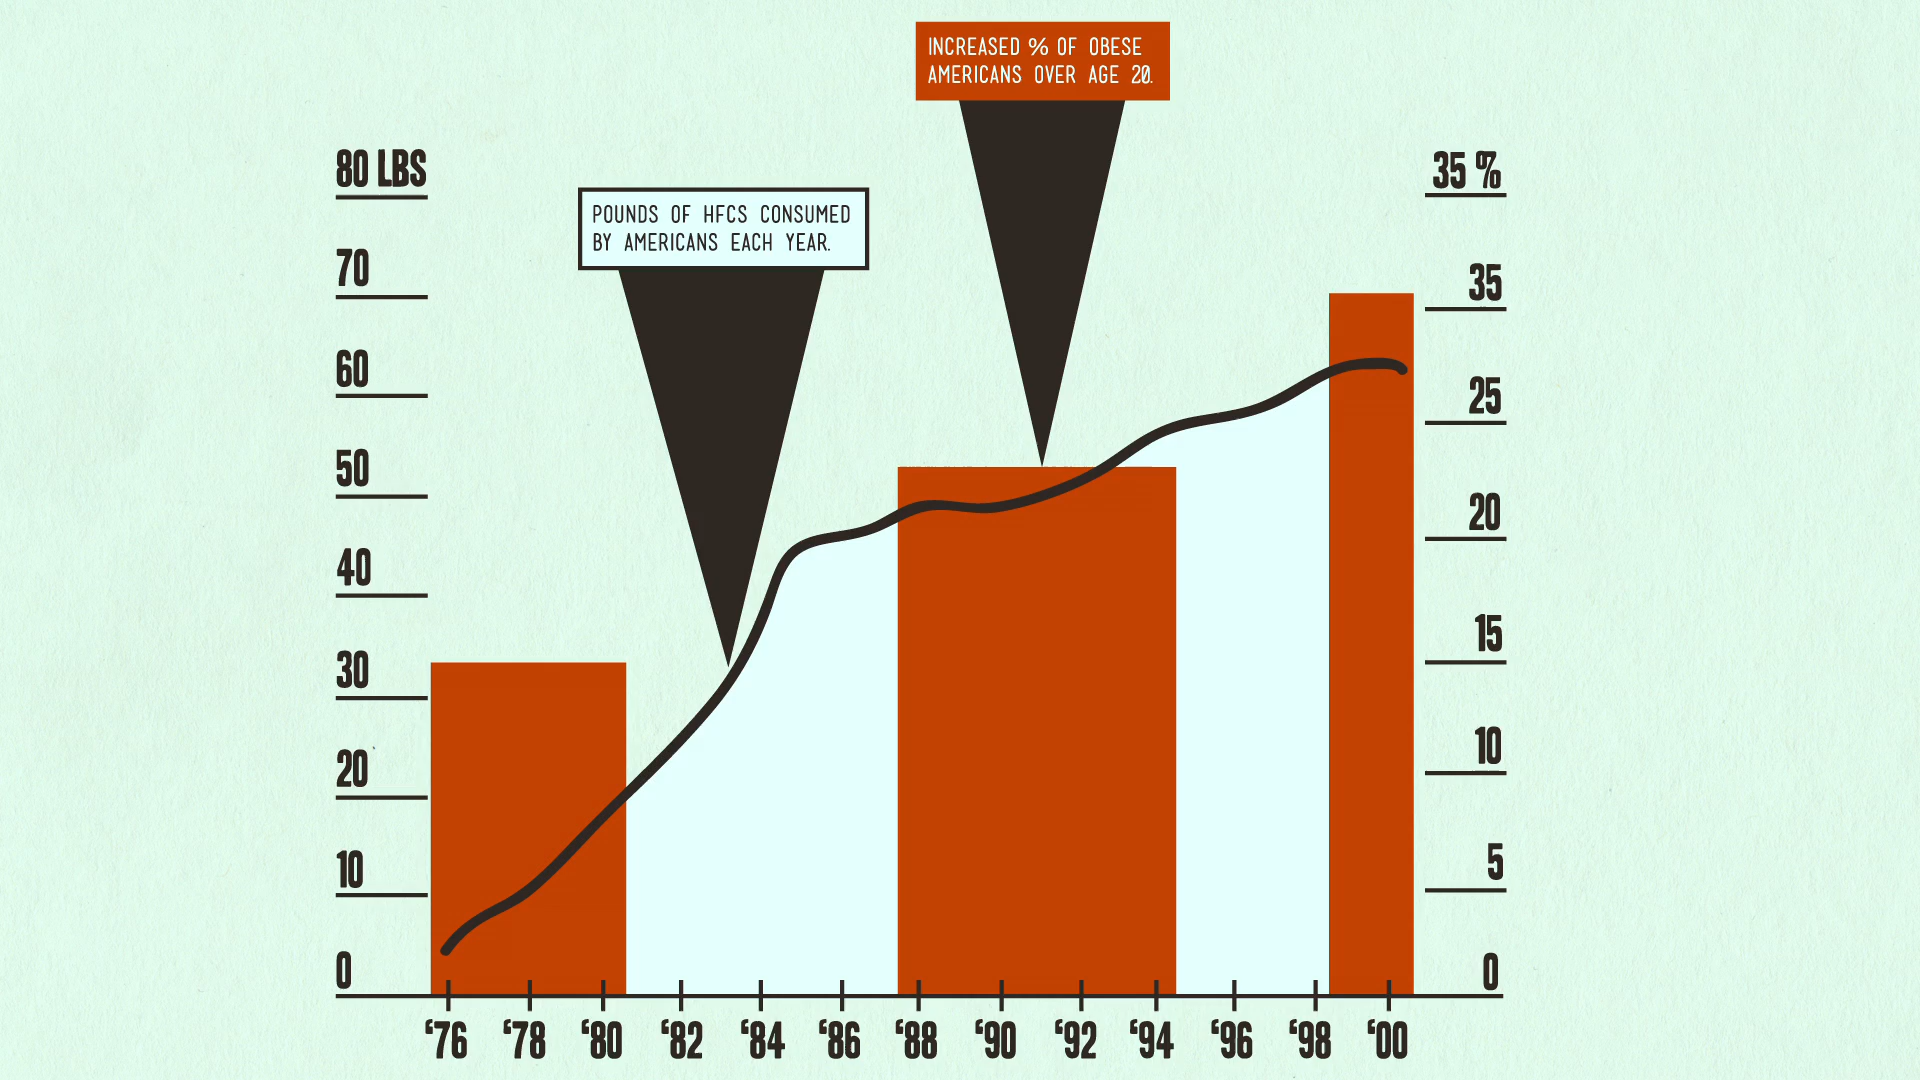 INCREASED % OF OBESE
AMERICANS OVER AGE 20.
POUNDS OF HFCS CONSUMED
BY AMERICANS EACH YEAR.
80 LBS
70
60
50
40
30
20
10
0
35 %
35
25
20
15
10
5
0
‘76 ‘78 ‘80 ‘82 ‘84 ‘86 ‘88 ‘90 ‘92 ‘94 ‘96 ‘98 ‘00